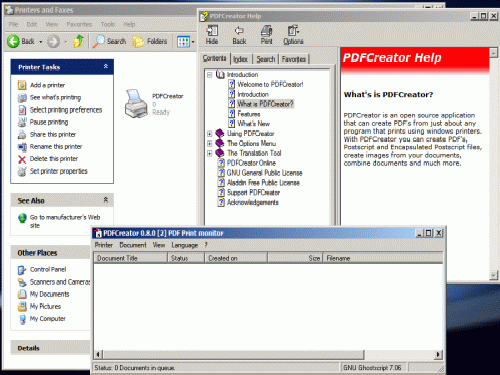 Printers and Faxes
File Edit View Favorites Tools Help
Back Search Folders
Printer Tasks
Add a printer
See what's printing
Select printing preferences
Pause printing
Share this printer
Rename this printer
Delete this printer
Set printer properties
See Also
Go to manufacturer's Web
site
Other Places
Control Panel
Scanners and Cameras
My Documents
My Pictures
My Computer
Details
PDFCreator
0
Ready
PDFCreator Help
Hide Back Print Options
Contents Index Search Favorites
Introduction
Welcome to PDFCreator!
Introduction
What is PDFCreator?
Features
What's New
Using PDFCreator
The Options Menu
The Translation Tool
PDFCreator Online
GNU General Public License
Aladdin Free Public License
Support PDFCreator
Acknowledgements
PDFCreator Help
What's is PDFCreator?
PDFCreator is an open source application
that can create PDF's from just about any
program that prints using windows printers.
With PDFCreator you can create PDF's,
Postscript and Encapsulated Postscript files,
create images from your documents,
combine documents and much more.
PDFCreator 0.8.0 [2] PDF Print monitor
Printer Document View Language ?
Document Title Status Created on Size Filename
Status: 0 Documents in queue. GNU Ghostscript 7.06